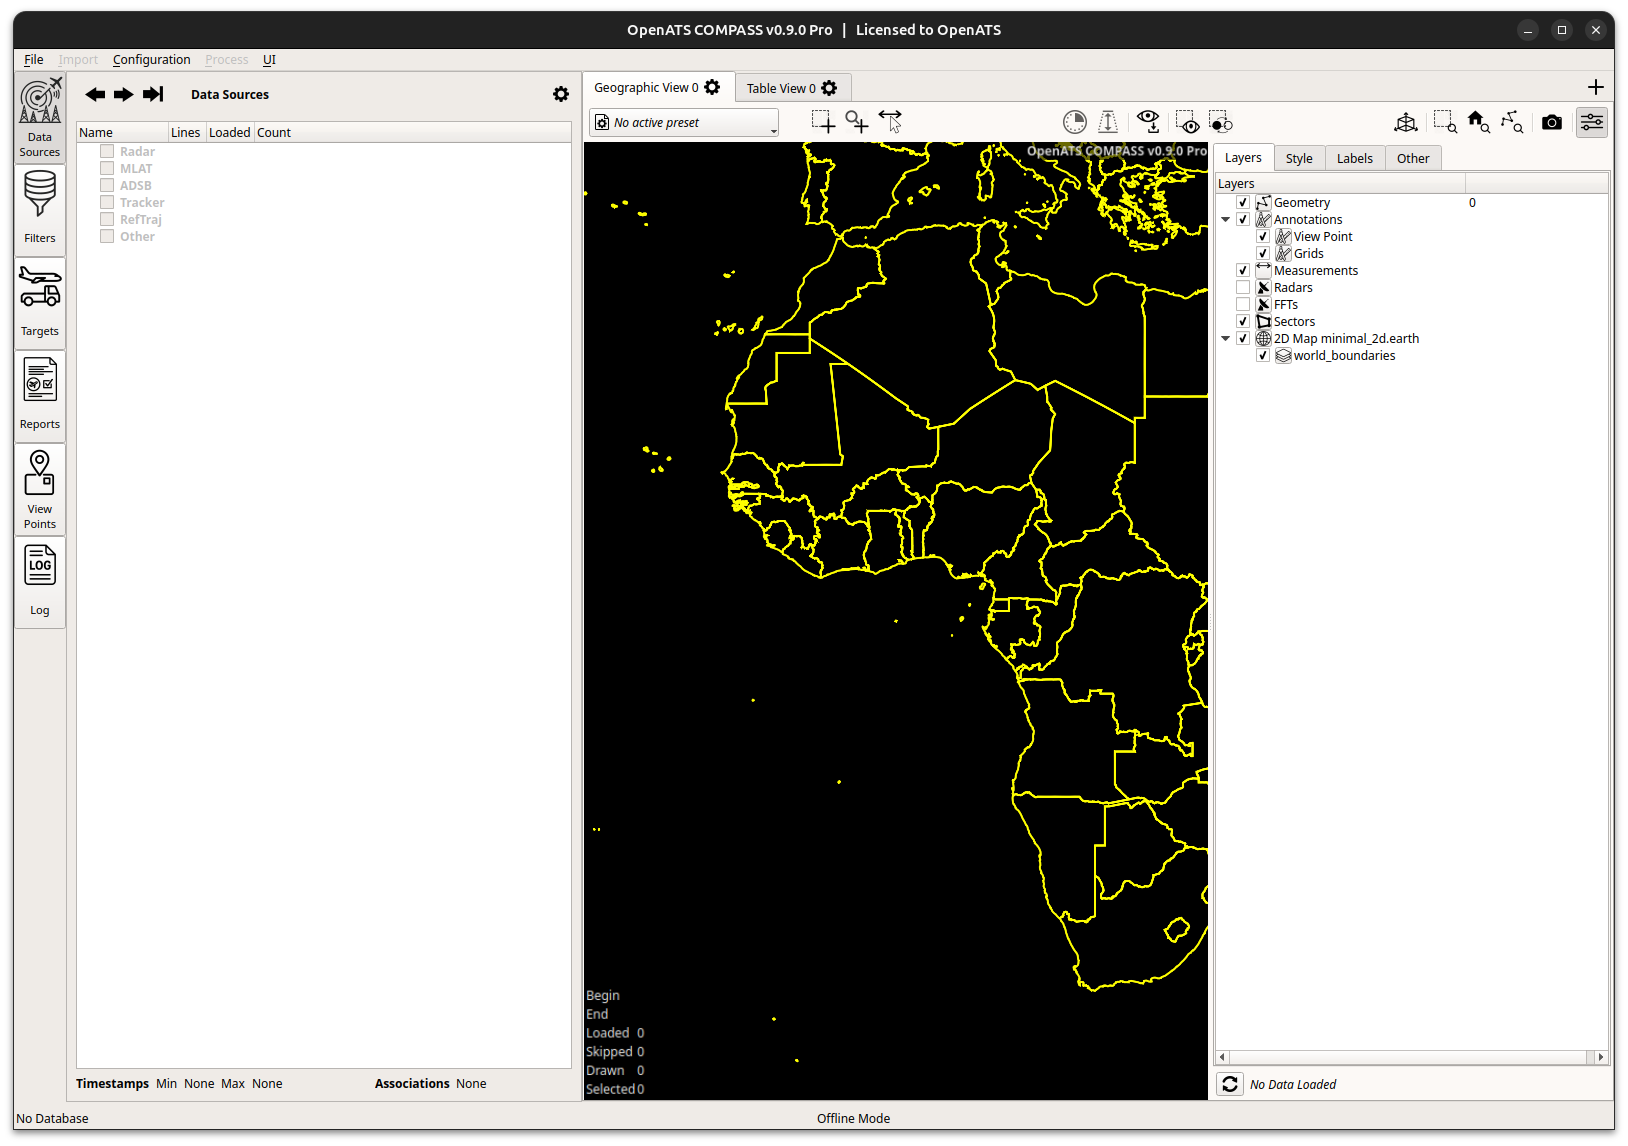 OpenATS COMPASS v0.9.0 Pro | Licensed to OpenATS
File Import Configuration Process UI
Data Sources
Filters
Targets
Reports
View Points
LOG
Log
Data Sources
Name Lines Loaded Count
Radar
MLAT
ADSB
Tracker
RefTraj
Other
Timestamps Min None Max None Associations None
Geographic View 0 Table View 0
No active preset
OpenATS COMPASS v0.9.0 Pro
Begin
End
Loaded 0
Skipped 0
Drawn 0
Selected 0
Layers Style Labels Other
Layers
Geometry 0
Annotations
View Point
Grids
Measurements
Radars
FFTs
Sectors
2D Map minimal_2d.earth
world_boundaries
No Data Loaded
No Database Offline Mode